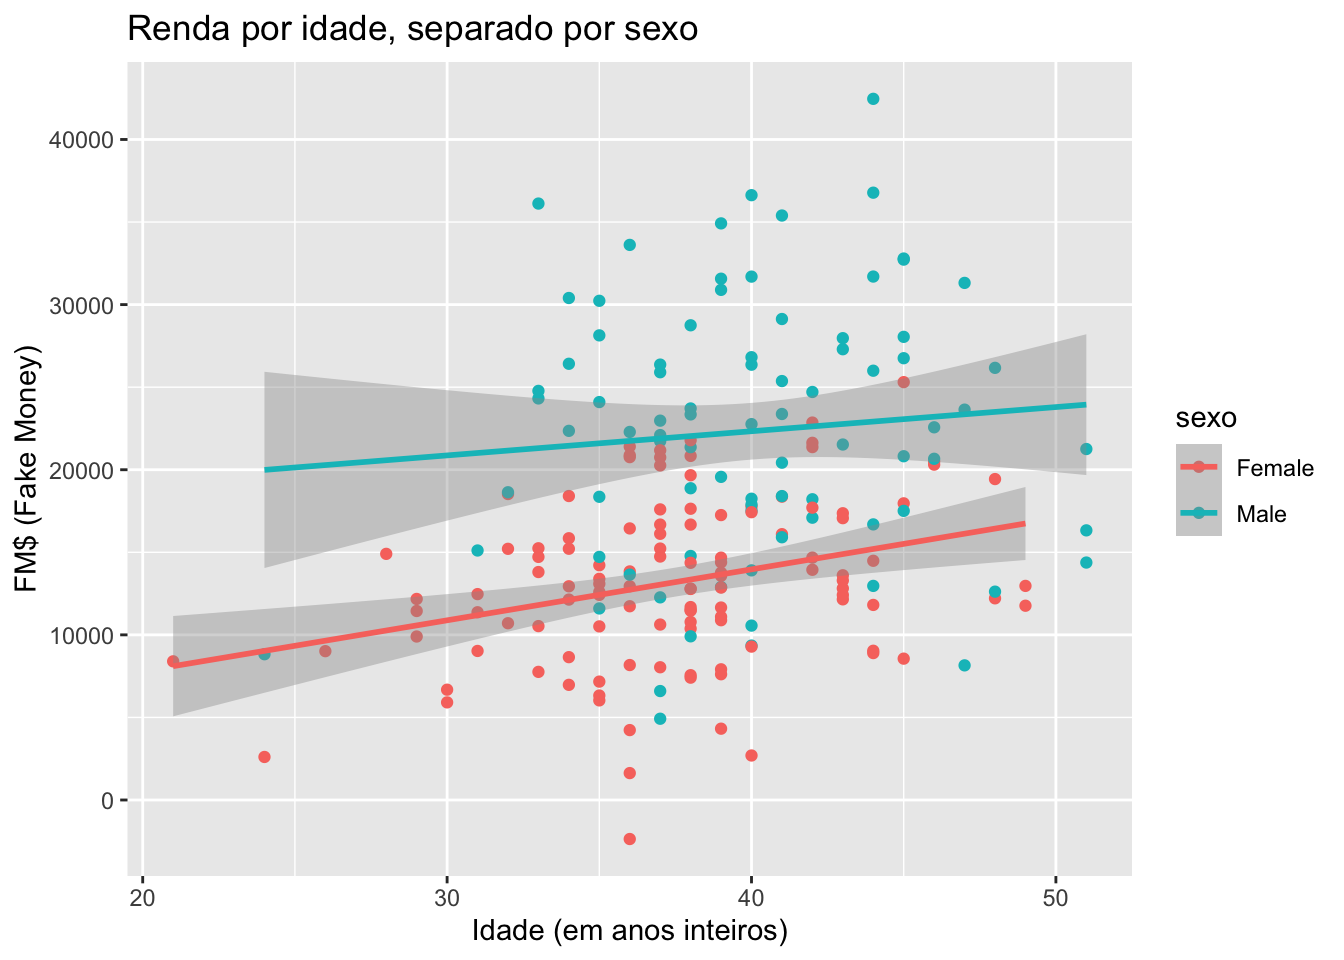 Renda por idade, separado por sexo
FM$ (Fake Money)
40000
30000
20000
10000
0
20 30 40 50
Idade (em anos inteiros)
sexo
Female
Male